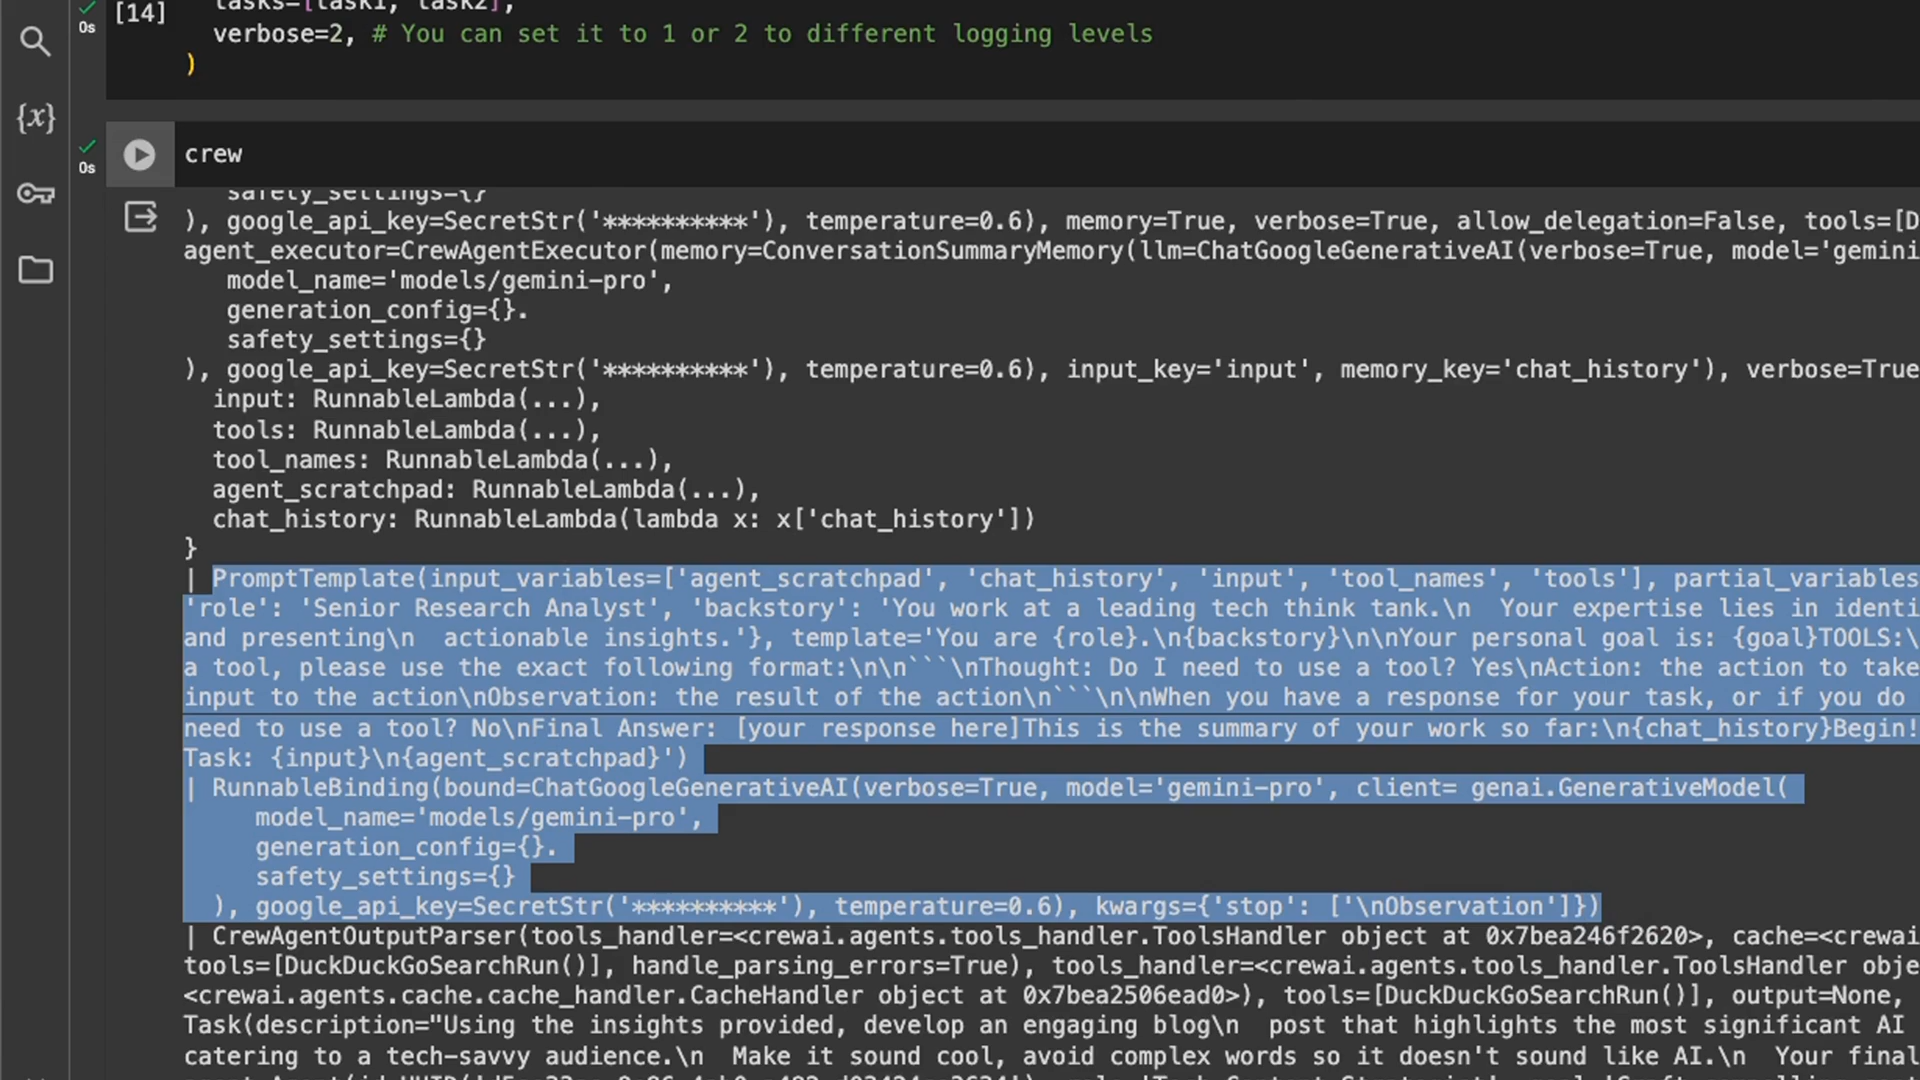 [14]
0s
tasks=[task1, task2],
verbose=2, # You can set it to 1 or 2 to different logging levels
)
{x}
0s
crew
safety_settings={}
), google_api_key=SecretStr('**********'), temperature=0.6), memory=True, verbose=True, allow_delegation=False, tools=[D
agent_executor=CrewAgentExecutor(memory=ConversationSummaryMemory(llm=ChatGoogleGenerativeAI(verbose=True, model='gemini
model_name='models/gemini-pro',
generation_config={}.
safety_settings={}
), google_api_key=SecretStr('**********'), temperature=0.6), input_key='input', memory_key='chat_history'), verbose=True
input: RunnableLambda(...),
tools: RunnableLambda(...),
tool_names: RunnableLambda(...),
agent_scratchpad: RunnableLambda(...),
chat_history: RunnableLambda(lambda x: x['chat_history'])
}
| PromptTemplate(input_variables=['agent_scratchpad', 'chat_history', 'input', 'tool_names', 'tools'], partial_variables
'role': 'Senior Research Analyst', 'backstory': 'You work at a leading tech think tank.\n  Your expertise lies in identi
and presenting\n  actionable insights.'}, template='You are {role}.\n{backstory}\n\nYour personal goal is: {goal}TOOLS:\
a tool, please use the exact following format:\n\n```\nThought: Do I need to use a tool? Yes\nAction: the action to take
input to the action\nObservation: the result of the action\n```\n\nWhen you have a response for your task, or if you do
need to use a tool? No\nFinal Answer: [your response here]This is the summary of your work so far:\n{chat_history}Begin!
Task: {input}\n{agent_scratchpad}')
| RunnableBinding(bound=ChatGoogleGenerativeAI(verbose=True, model='gemini-pro', client= genai.GenerativeModel(
model_name='models/gemini-pro',
generation_config={}.
safety_settings={}
), google_api_key=SecretStr('**********'), temperature=0.6), kwargs={'stop': ['\nObservation']})
| CrewAgentOutputParser(tools_handler=<crewai.agents.tools_handler.ToolsHandler object at 0x7bea246f2620>, cache=<crewai
tools=[DuckDuckGoSearchRun()], handle_parsing_errors=True), tools_handler=<crewai.agents.tools_handler.ToolsHandler obje
<crewai.agents.cache.cache_handler.CacheHandler object at 0x7bea2506ead0>), tools=[DuckDuckGoSearchRun()], output=None,
Task(description="Using the insights provided, develop an engaging blog\n  post that highlights the most significant AI
catering to a tech-savvy audience.\n  Make it sound cool, avoid complex words so it doesn't sound like AI.\n  Your final